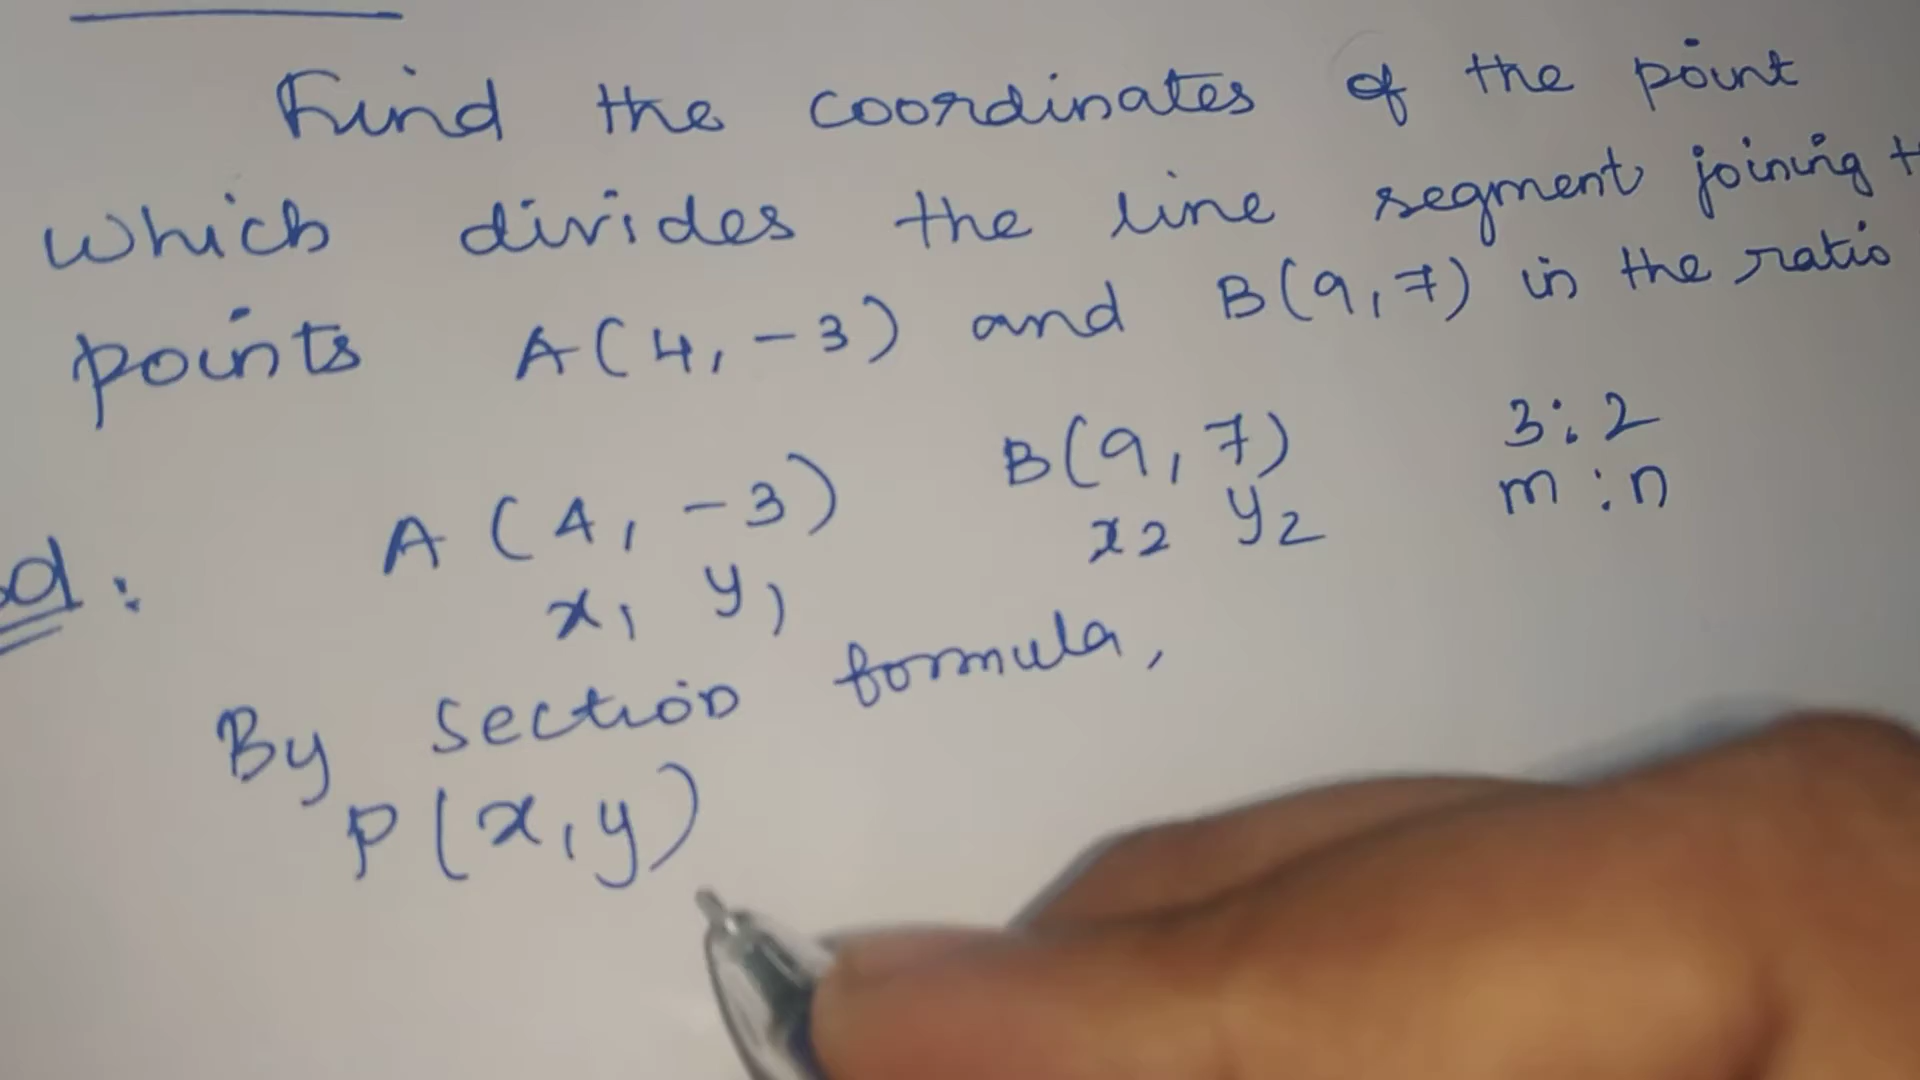 Find the coordinates of the point
which divides the line segment joining
points A(4, -3) and B(9,7) in the ratio
A (4, -3) B(9, 7) 3:2
x1 y1 x2 y2 m:n
By section formula,
P(x,y)